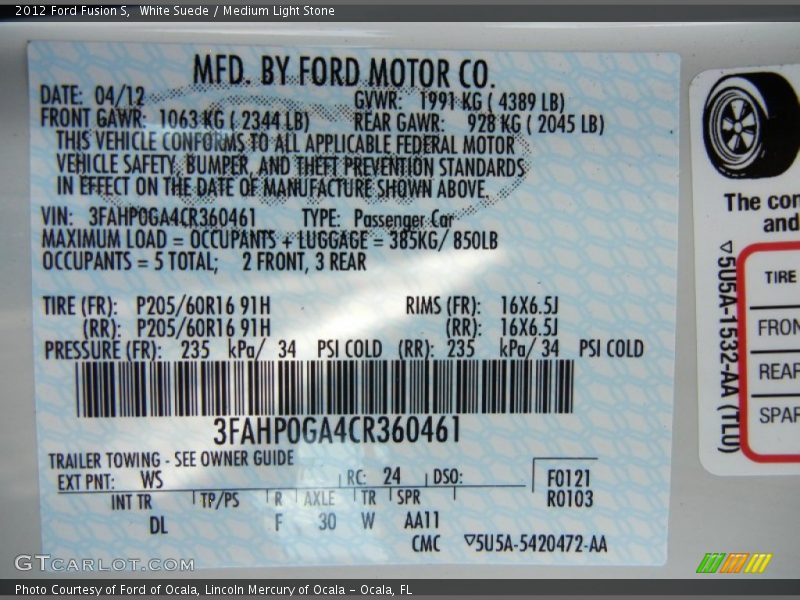 2012 Ford Fusion S,  White Suede / Medium Light Stone
MFD. BY FORD MOTOR CO.
DATE: 04/12 GVWR: 1991 KG ( 4389 LB)
FRONT GAWR: 1063 KG ( 2344 LB) REAR GAWR: 928 KG ( 2045 LB)
THIS VEHICLE CONFORMS TO ALL APPLICABLE FEDERAL MOTOR
VEHICLE SAFETY, BUMPER, AND THEFT PREVENTION STANDARDS
IN EFFECT ON THE DATE OF MANUFACTURE SHOWN ABOVE.
VIN: 3FAHP0GA4CR360461 TYPE: Passenger Car
MAXIMUM LOAD = OCCUPANTS + LUGGAGE = 385KG/ 850LB
OCCUPANTS = 5 TOTAL; 2 FRONT, 3 REAR
TIRE (FR): P205/60R16 91H RIMS (FR): 16X6.5J
(RR): P205/60R16 91H (RR): 16X6.5J
PRESSURE (FR): 235 kPa/ 34 PSI COLD (RR): 235 kPa/ 34 PSI COLD
3FAHP0GA4CR360461
TRAILER TOWING - SEE OWNER GUIDE
EXT PNT: WS RC: 24 DSO: F0121
INT TR TP/PS R AXLE TR SPR R0103
DL F 30 W AA11
CMC ▽5U5A-5420472-AA
The con
and
▽5U5A-1532-AA (TL0)
TIRE
FRON
REAR
SPAR
GTCARLOT.COM
Photo Courtesy of Ford of Ocala, Lincoln Mercury of Ocala – Ocala, FL